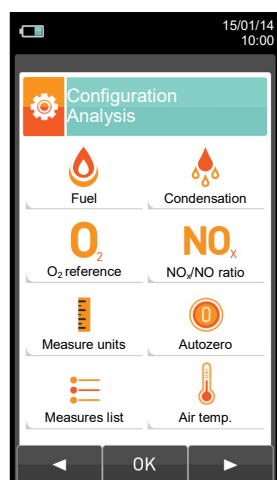 15/01/14
10:00
Configuration
Analysis
Fuel
Condensation
O2
O2 reference
NOx
NOx/NO ratio
Measure units
0
Autozero
Measures list
Air temp.
OK